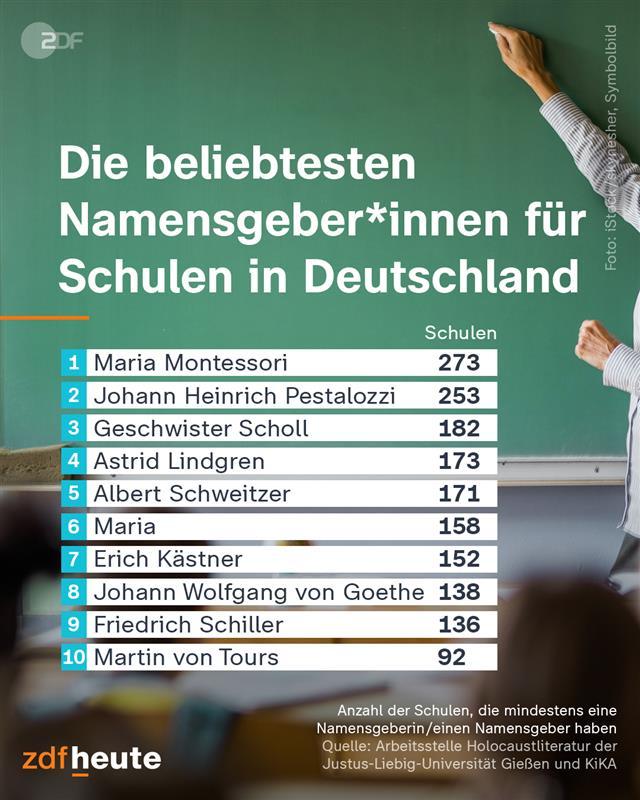 ZDF
Foto: iStock/skynesher, Symbolbild
Die beliebtesten
Namensgeber*innen für
Schulen in Deutschland
Schulen
1 Maria Montessori 273
2 Johann Heinrich Pestalozzi 253
3 Geschwister Scholl 182
4 Astrid Lindgren 173
5 Albert Schweitzer 171
6 Maria 158
7 Erich Kästner 152
8 Johann Wolfgang von Goethe 138
9 Friedrich Schiller 136
10 Martin von Tours 92
Anzahl der Schulen, die mindestens eine
Namensgeberin/einen Namensgeber haben
Quelle: Arbeitsstelle Holocaustliteratur der
Justus-Liebig-Universität Gießen und KiKA
zdfheute